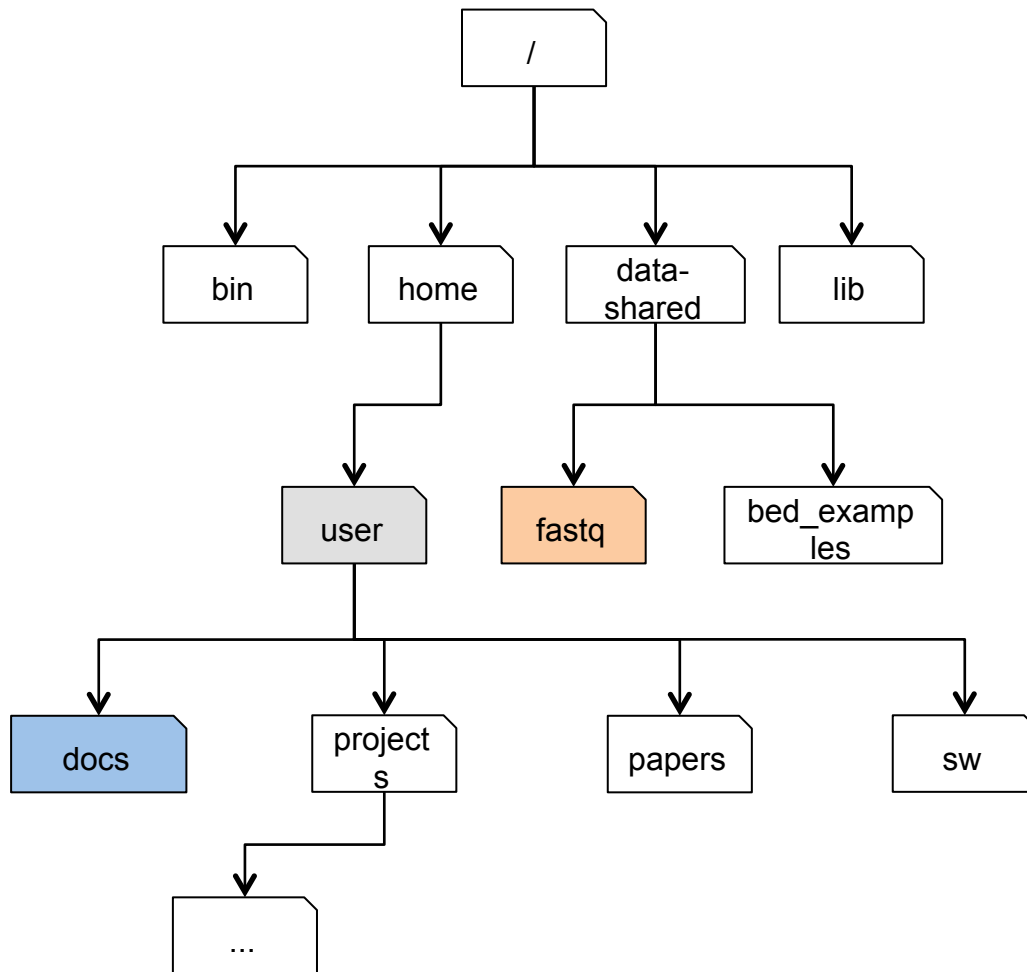 /
bin
home
data-
shared
lib
user
fastq
bed_examp
les
docs
project
s
papers
sw
...